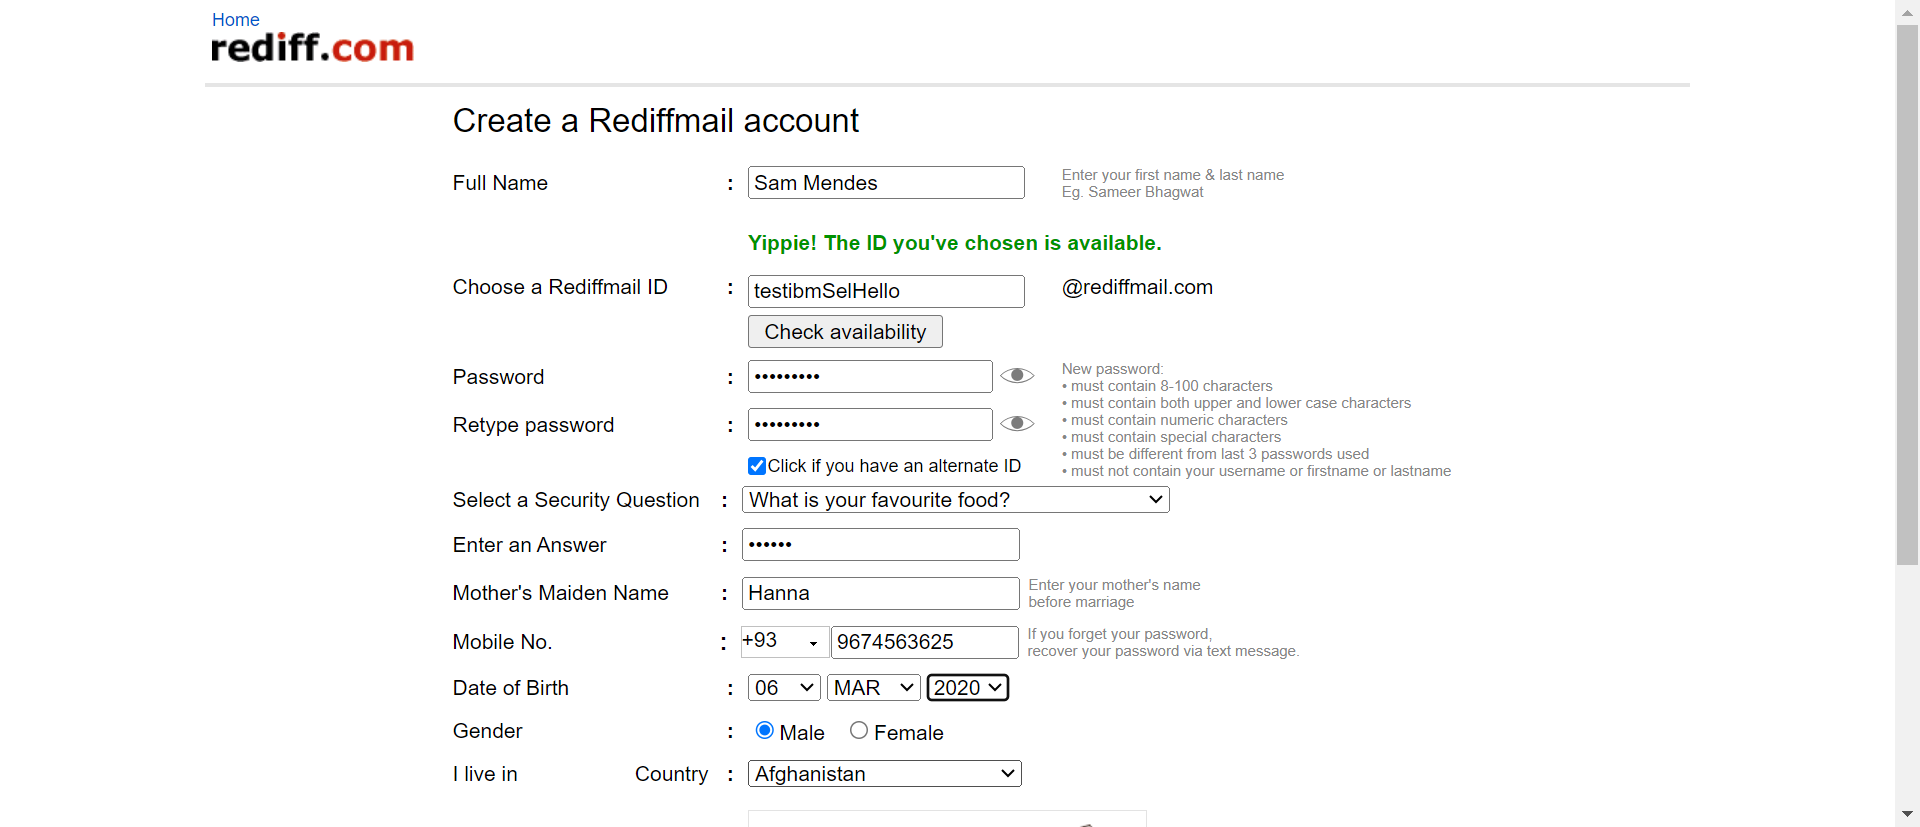 Home
rediff.com
Create a Rediffmail account
Full Name : Sam Mendes Enter your first name & last name
Eg. Sameer Bhagwat
Yippie! The ID you've chosen is available.
Choose a Rediffmail ID : testibmSelHello @rediffmail.com
Check availability
Password : ••••••••• New password:
• must contain 8-100 characters
• must contain both upper and lower case characters
Retype password : ••••••••• • must contain numeric characters
• must contain special characters
• must be different from last 3 passwords used
Click if you have an alternate ID • must not contain your username or firstname or lastname
Select a Security Question : What is your favourite food?
Enter an Answer : ••••••
Mother's Maiden Name : Hanna Enter your mother's name
before marriage
Mobile No. : +93 9674563625 If you forget your password,
recover your password via text message.
Date of Birth : 06 MAR 2020
Gender : Male Female
I live in Country : Afghanistan